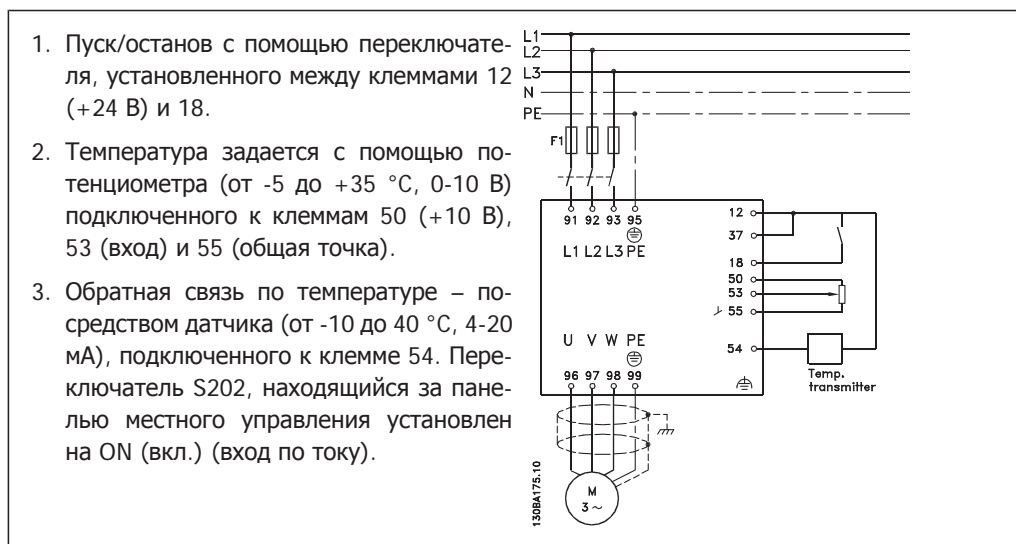 1. Пуск/останов с помощью переключате-
ля, установленного между клеммами 12
(+24 В) и 18.
2. Температура задается с помощью по-
тенциометра (от -5 до +35 °C, 0-10 В)
подключенного к клеммам 50 (+10 В),
53 (вход) и 55 (общая точка).
3. Обратная связь по температуре – по-
средством датчика (от -10 до 40 °C, 4-20
мА), подключенного к клемме 54. Пере-
ключатель S202, находящийся за пане-
лью местного управления установлен
на ON (вкл.) (вход по току).
L1
L2
L3
N
PE
F1
91 92 93 95
L1 L2 L3 PE
12
37
18
50
53
55
54
U V W PE
96 97 98 99
Temp.
transmitter
M
3 ~
130BA175.10